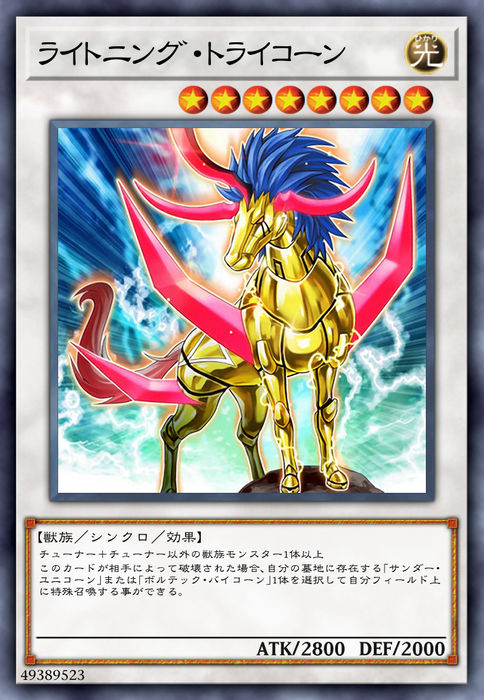 ライトニング・トライコーン
ひかり
光
【獣族／シンクロ／効果】
チューナー＋チューナー以外の獣族モンスター1体以上
このカードが相手によって破壊された場合、自分の墓地に存在する「サンダー・
ユニコーン」または「ボルテック・バイコーン」1体を選択して自分フィールド上
に特殊召喚する事ができる。
ATK/2800 DEF/2000
49389523